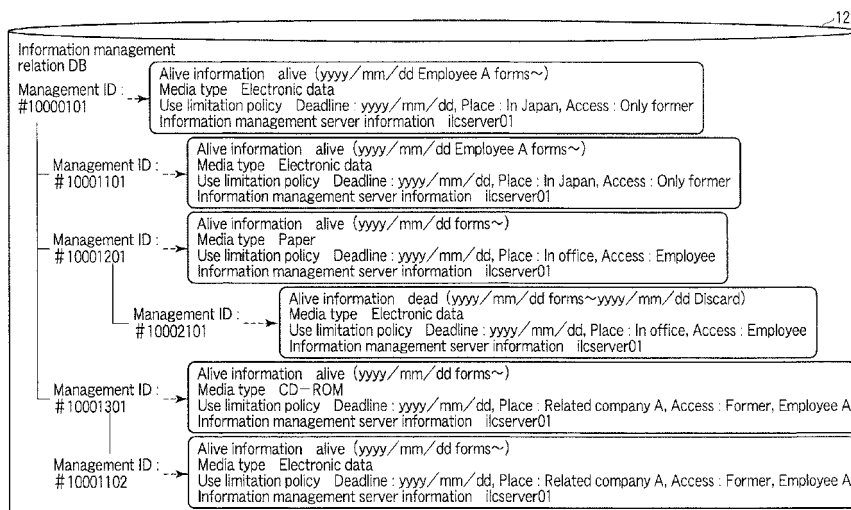 12
Information management
relation DB
Management ID :
#10000101
Alive information alive (yyyy/mm/dd Employee A forms~)
Media type Electronic data
Use limitation policy Deadline : yyyy/mm/dd, Place : In Japan, Access : Only former
Information management server information ilcserver01
Management ID :
#10001101
Alive information alive (yyyy/mm/dd Employee A forms~)
Media type Electronic data
Use limitation policy Deadline : yyyy/mm/dd, Place : In Japan, Access : Only former
Information management server information ilcserver01
Management ID :
#10001201
Alive information alive (yyyy/mm/dd forms~)
Media type Paper
Use limitation policy Deadline : yyyy/mm/dd, Place : In office, Access : Employee
Information management server information ilcserver01
Management ID :
#10002101
Alive information dead (yyyy/mm/dd forms~yyyy/mm/dd Discard)
Media type Electronic data
Use limitation policy Deadline : yyyy/mm/dd, Place : In office, Access : Employee
Information management server information ilcserver01
Management ID :
#10001301
Alive information alive (yyyy/mm/dd forms~)
Media type CD-ROM
Use limitation policy Deadline : yyyy/mm/dd, Place : Related company A, Access : Former, Employee A
Information management server information ilcserver01
Management ID :
#10001102
Alive information alive (yyyy/mm/dd forms~)
Media type Electronic data
Use limitation policy Deadline : yyyy/mm/dd, Place : Related company A, Access : Former, Employee A
Information management server information ilcserver01